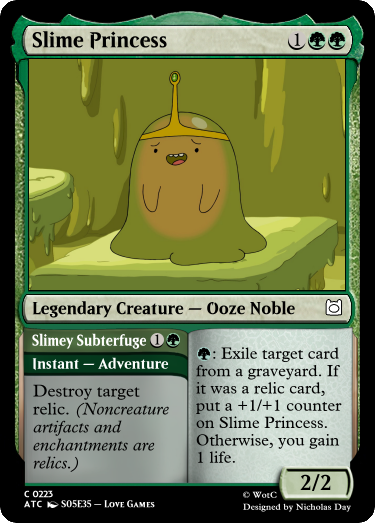 Slime Princess 1
Legendary Creature — Ooze Noble
Slimey Subterfuge 1
Instant — Adventure
Destroy target
relic. (Noncreature
artifacts and
enchantments are
relics.)
: Exile target card
from a graveyard. If
it was a relic card,
put a +1/+1 counter
on Slime Princess.
Otherwise, you gain
1 life.
2/2
C 0223
ATC S05E35 — Love Games
© WotC
Designed by Nicholas Day